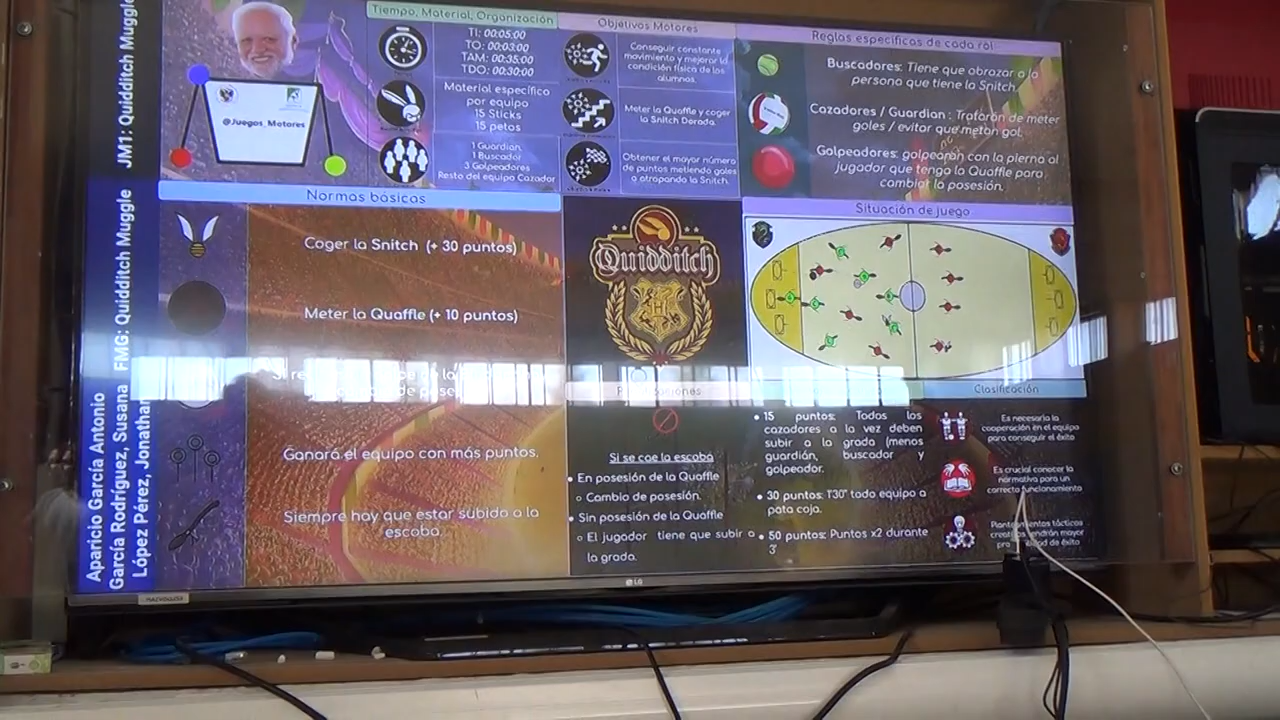 JM1: Quidditch Muggle
FMG: Quidditch Muggle
Aparicio García Antonio
García Rodríguez, Susana
López Pérez, Jonathan
@Juegos_Motores
Tiempo, Material, Organización
TI: 00:05:00
TO: 00:03:00
TAM: 00:35:00
TDO: 00:30:00
Material específico
por equipo
15 Sticks
15 petos
1 Guardian,
1 Buscador
3 Golpeadores
Resto del equipo Cazador
Objetivos Motores
Conseguir constante
movimiento y mejorar la
condición física de los
alumnos.
Meter la Quaffle y coger
la Snitch Dorada.
Obtener el mayor número
de puntos metiendo goles
o atrapando la Snitch.
Reglas específicas de cada rol
Buscadores: Tiene que abrazar a la
persona que tiene la Snitch.
Cazadores / Guardian : Tratarán de meter
goles / evitar que metan gol.
Golpeadores: golpearán con la pierna al
jugador que tenga la Quaffle para
cambiar la posesión.
Normas básicas
Coger la Snitch (+ 30 puntos)
Meter la Quaffle (+ 10 puntos)
Ganará el equipo con más puntos.
Siempre hay que estar subido a la
escoba.
Quidditch
Situación de juego
Si se cae la escoba
• En posesión de la Quaffle
o Cambio de posesión.
• Sin posesión de la Quaffle
o El jugador tiene que subir a
la grada.
• 15 puntos: Todos los
cazadores a la vez deben
subir a la grada (menos
guardián, buscador y
golpeador.
• 30 puntos: 1'30" todo equipo a
pata coja.
• 50 puntos: Puntos x2 durante
3'
Clasificación
Es necesaria la
cooperación en el equipo
para conseguir el éxito
Es crucial conocer la
normativa para un
correcto funcionamiento
tácticos
tendrán mayor
de éxito
LG